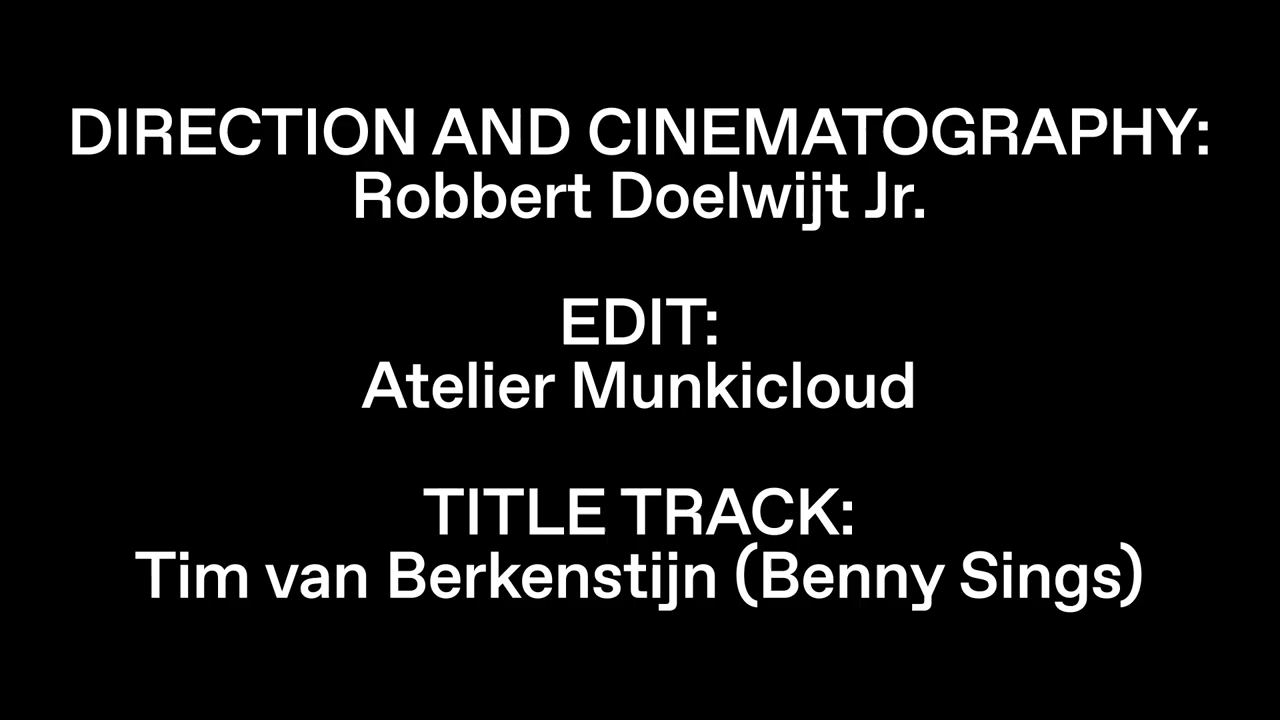 DIRECTION AND CINEMATOGRAPHY:
Robbert Doelwijt Jr.
EDIT:
Atelier Munkicloud
TITLE TRACK:
Tim van Berkenstijn (Benny Sings)